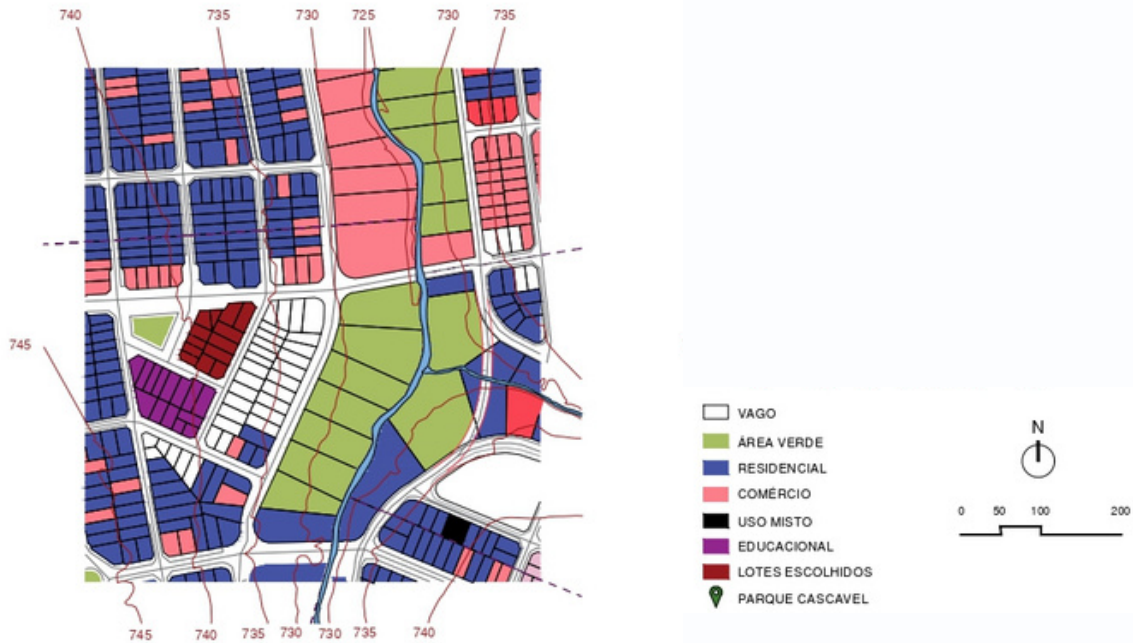 740 735 730 725 730 735
745
VAGO
ÁREA VERDE
N
RESIDENCIAL
COMÉRCIO
0 50 100 200
USO MISTO
EDUCACIONAL
LOTES ESCOLHIDOS
PARQUE CASCAVEL
745 740 735 730 730 735 740